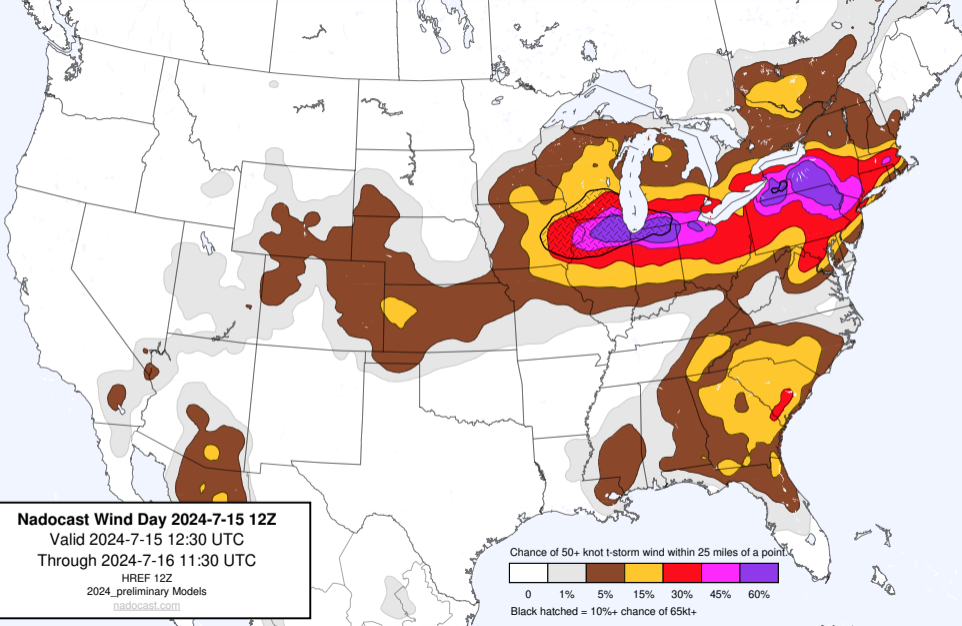 Nadocast Wind Day 2024-7-15 12Z
Valid 2024-7-15 12:30 UTC
Through 2024-7-16 11:30 UTC
HREF 12Z
2024_preliminary Models
nadocast.com
Chance of 50+ knot t-storm wind within 25 miles of a point.
0 1% 5% 15% 30% 45% 60%
Black hatched = 10%+ chance of 65kt+